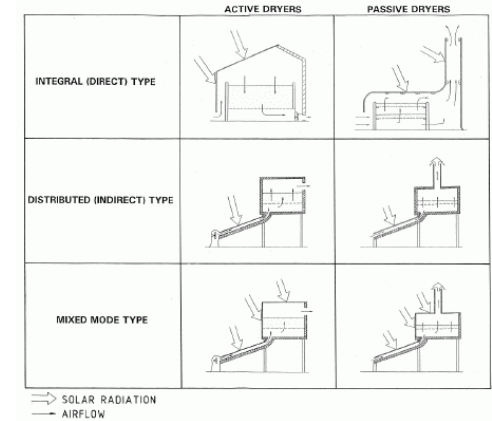 ACTIVE DRYERS
PASSIVE DRYERS
INTEGRAL (DIRECT) TYPE
DISTRIBUTED (INDIRECT) TYPE
MIXED MODE TYPE
SOLAR RADIATION
AIRFLOW